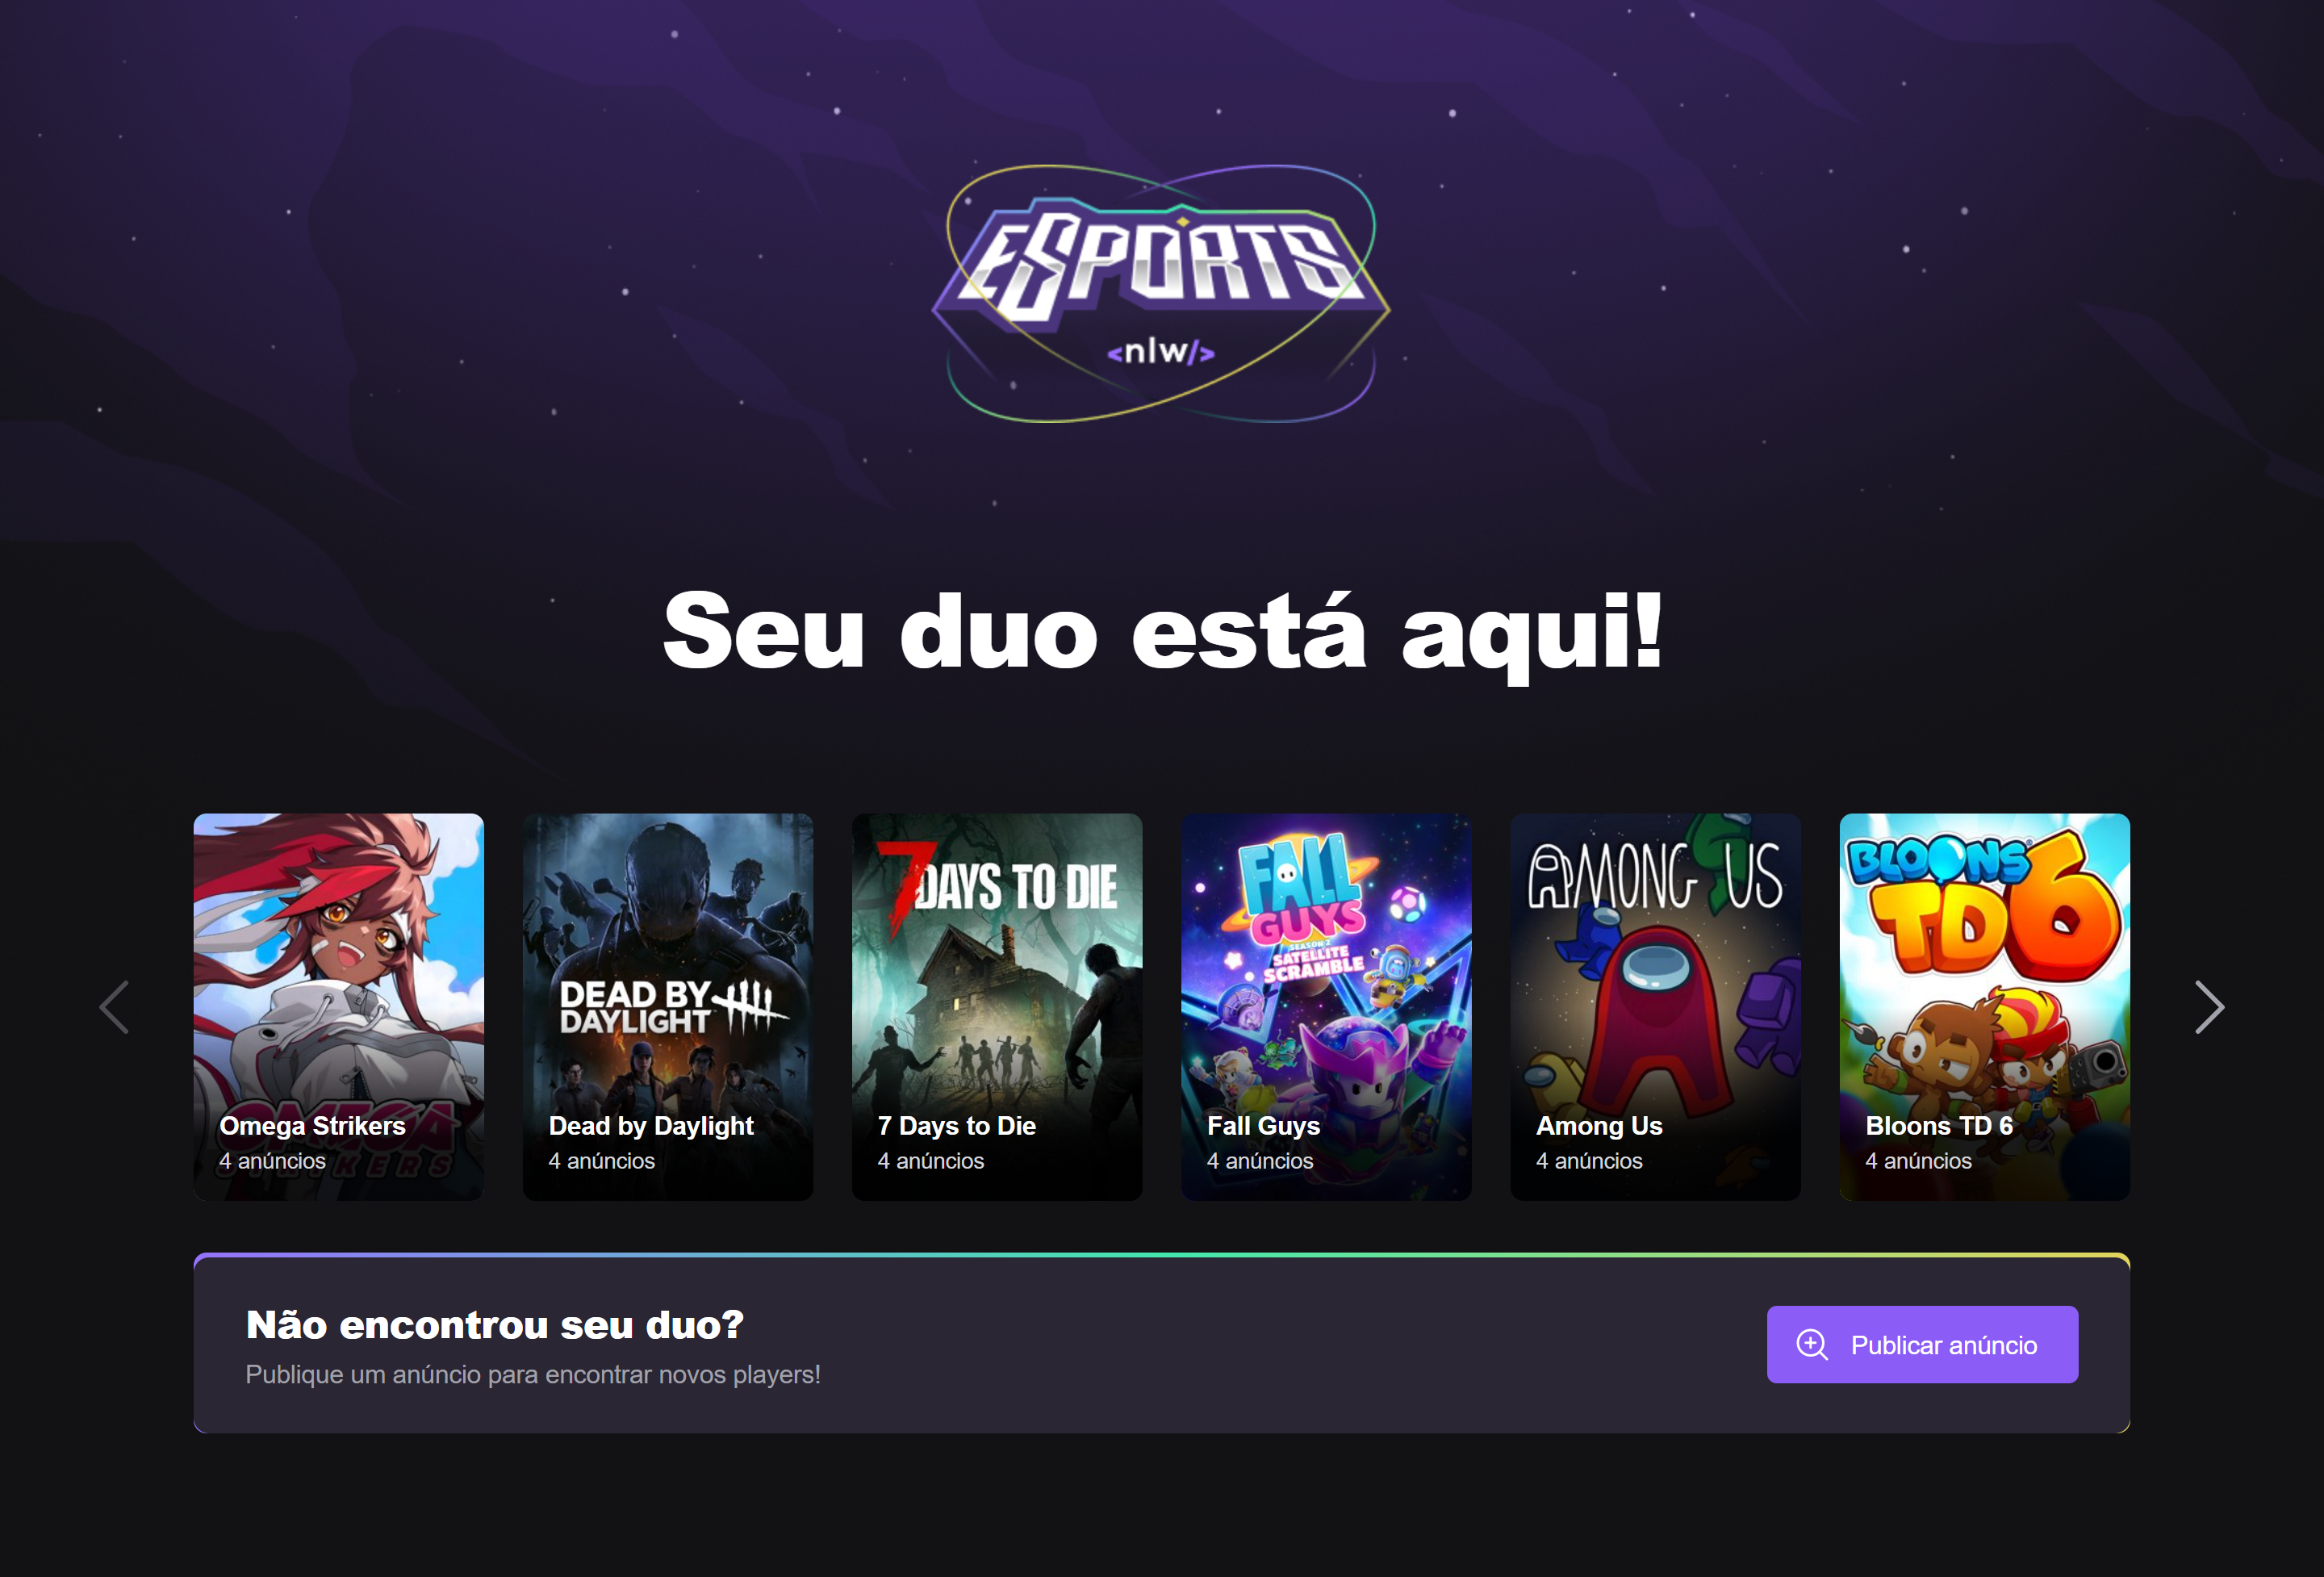 ESPORTS
<nlw/>
Seu duo está aqui!
OMEGA
STRIKERS
Omega Strikers
4 anúncios
DEAD BY
DAYLIGHT
Dead by Daylight
4 anúncios
7 DAYS TO DIE
7 Days to Die
4 anúncios
FALL
GUYS
SEASON 2
SATELLITE
SCRAMBLE
Fall Guys
4 anúncios
AMONG US
Among Us
4 anúncios
BLOONS
TD 6
Bloons TD 6
4 anúncios
Não encontrou seu duo?
Publique um anúncio para encontrar novos players!
Publicar anúncio